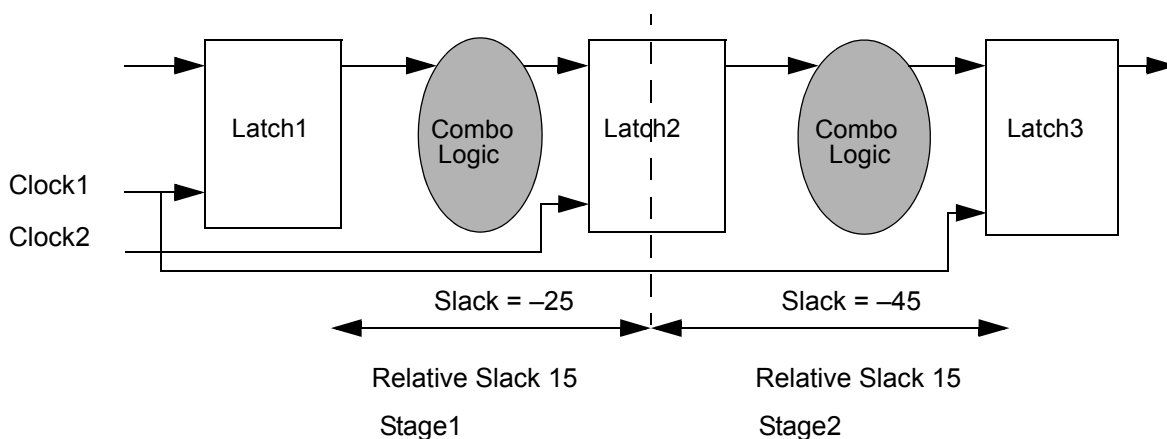 Latch1
Combo
Logic
Latch2
Combo
Logic
Latch3
Clock1
Clock2
Slack = –25
Slack = –45
Relative Slack 15
Relative Slack 15
Stage1
Stage2